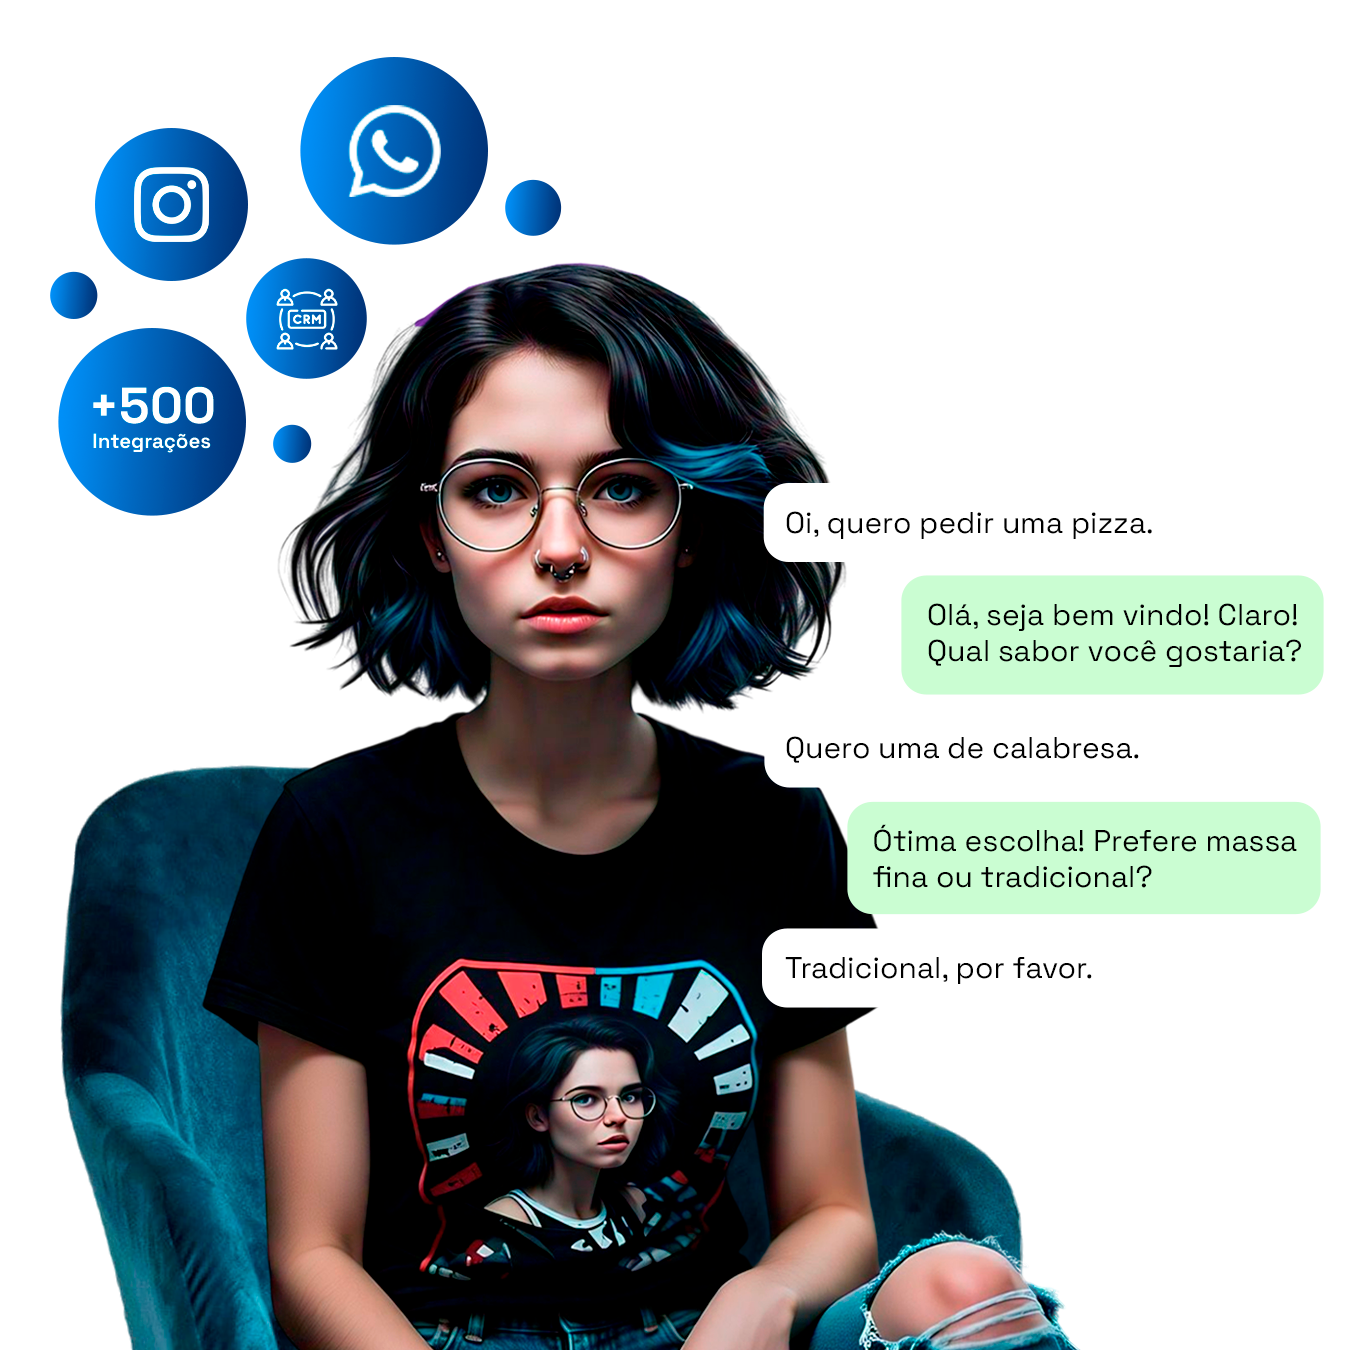 CRM
+500
Integrações
Oi, quero pedir uma pizza.
Olá, seja bem vindo! Claro!
Qual sabor você gostaria?
Quero uma de calabresa.
Ótima escolha! Prefere massa
fina ou tradicional?
Tradicional, por favor.